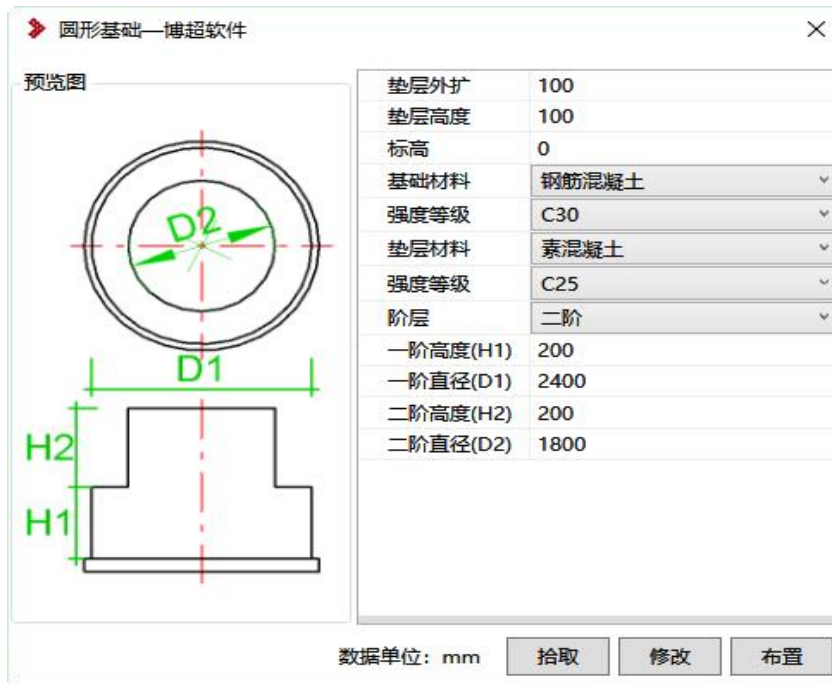 圆形基础—博超软件
预览图
D2
D1
H2
H1
垫层外扩 100
垫层高度 100
标高 0
基础材料 钢筋混凝土
强度等级 C30
垫层材料 素混凝土
强度等级 C25
阶层 二阶
一阶高度(H1) 200
一阶直径(D1) 2400
二阶高度(H2) 200
二阶直径(D2) 1800
数据单位：mm 拾取 修改 布置